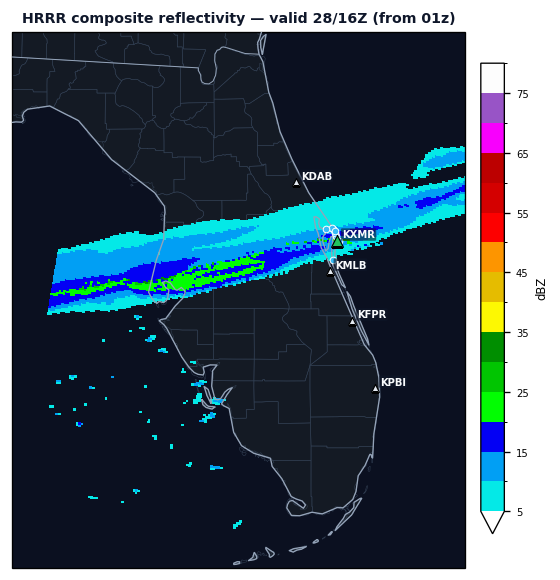 HRRR composite reflectivity — valid 28/16Z (from 01z)
KDAB
KXMR
KMLB
KFPR
KPBI
75
65
55
45
35
25
15
5
dBZ